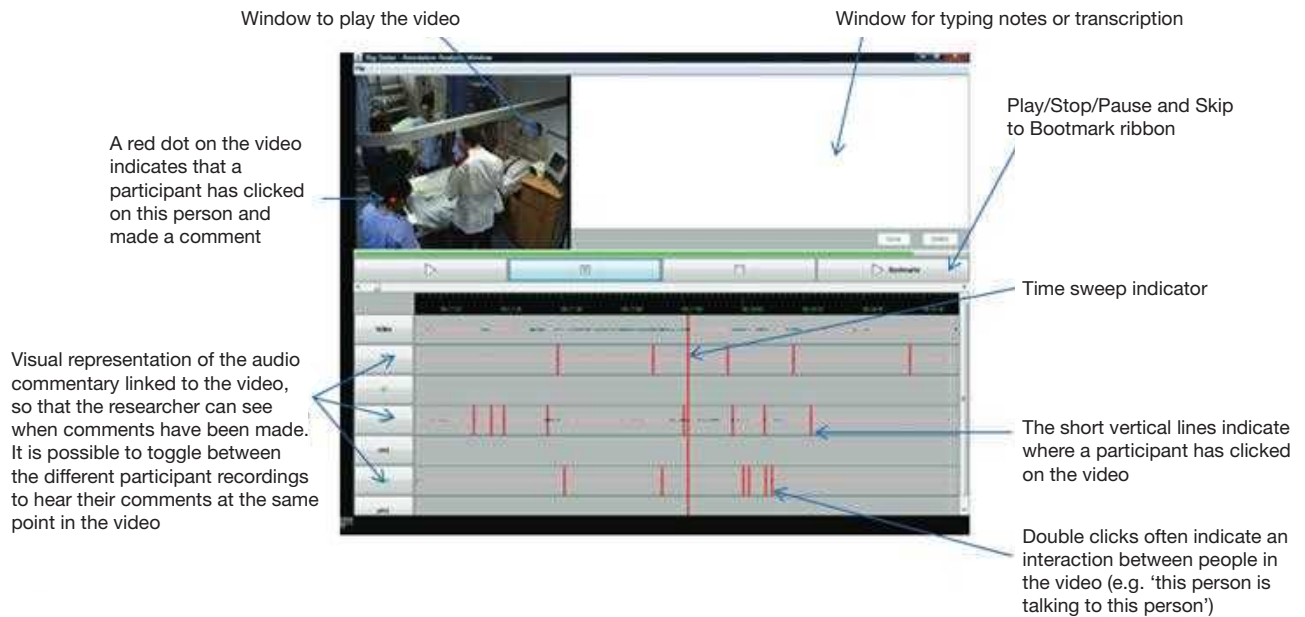 Window to play the video
Window for typing notes or transcription
Play/Stop/Pause and Skip
to Bootmark ribbon
A red dot on the video
indicates that a
participant has clicked
on this person and
made a comment
Bookmark
Time sweep indicator
Video
Visual representation of the audio
commentary linked to the video,
so that the researcher can see
when comments have been made.
It is possible to toggle between
the different participant recordings
to hear their comments at the same
point in the video
The short vertical lines indicate
where a participant has clicked
on the video
Double clicks often indicate an
interaction between people in
the video (e.g. ‘this person is
talking to this person’)